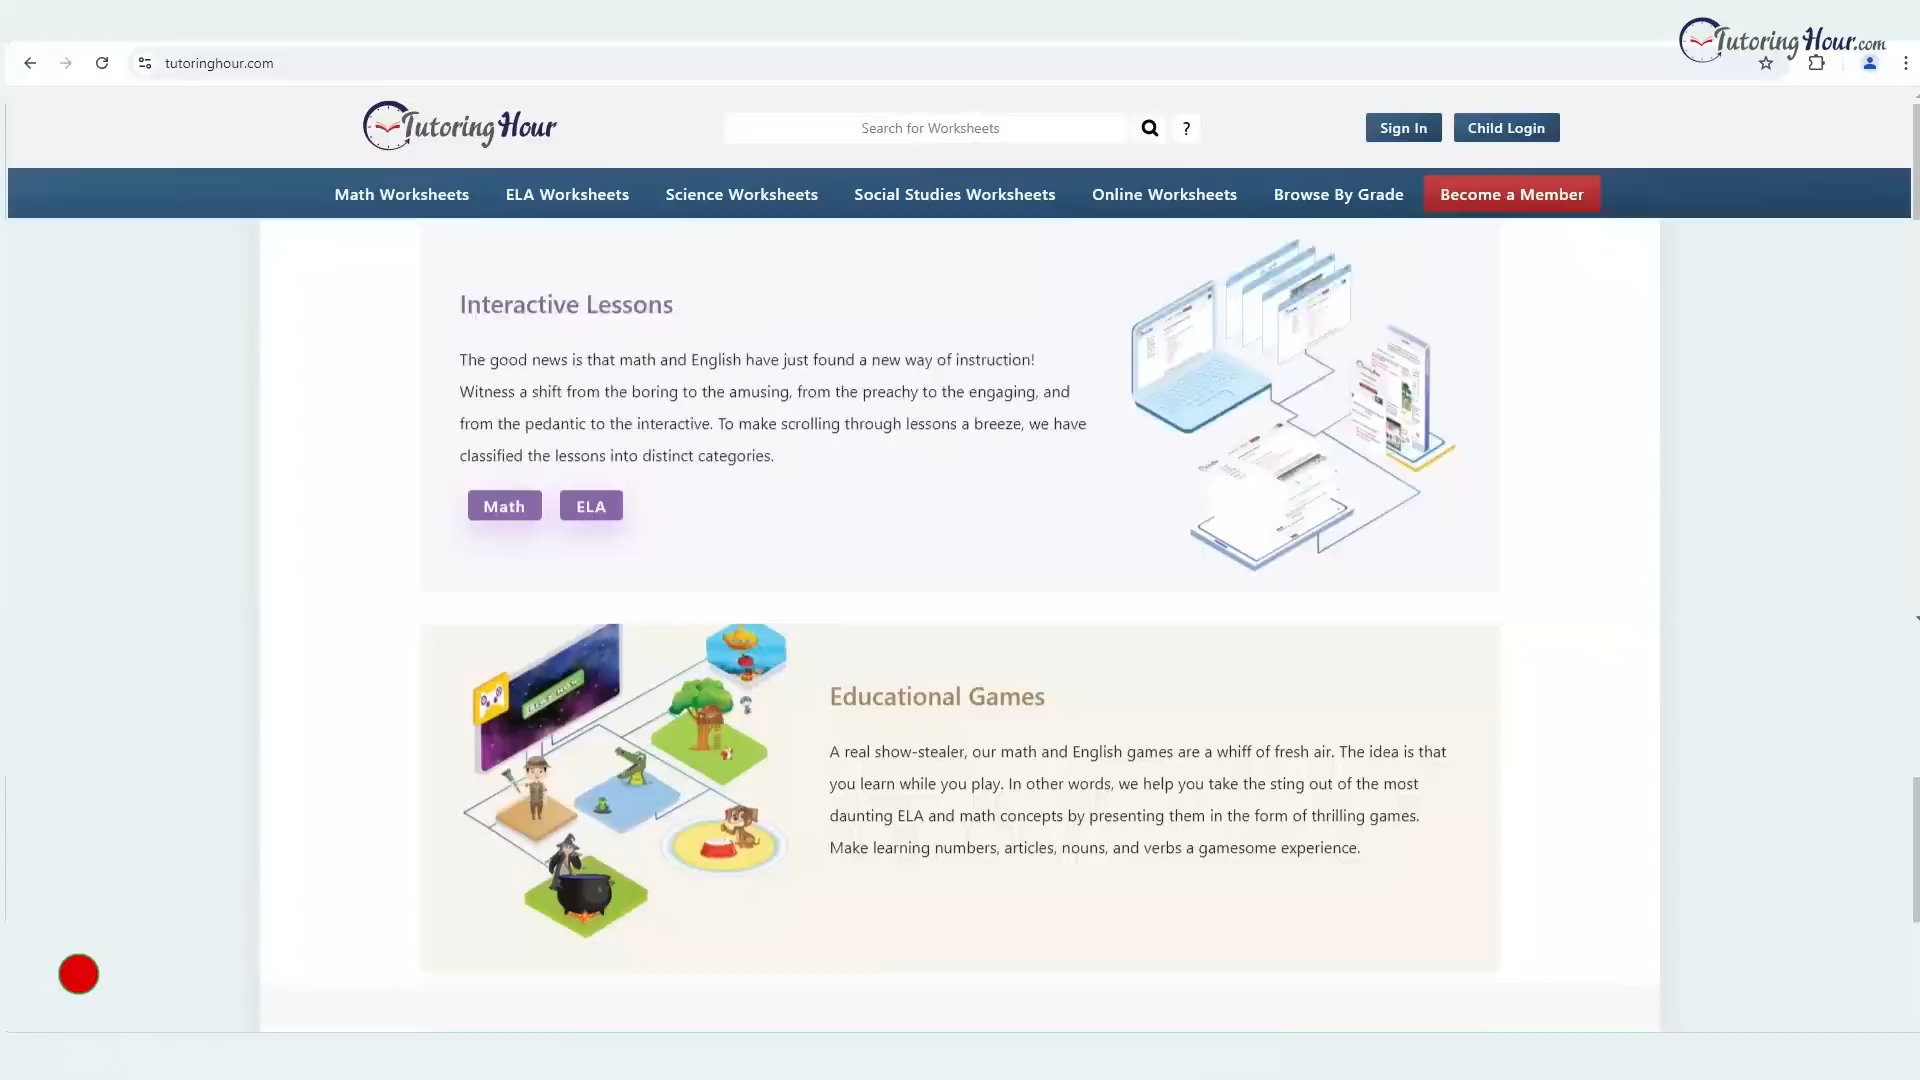 TutoringHour.com
tutoringhour.com
TutoringHour
Search for Worksheets
?
Sign In
Child Login
Math Worksheets
ELA Worksheets
Science Worksheets
Social Studies Worksheets
Online Worksheets
Browse By Grade
Become a Member
Interactive Lessons
The good news is that math and English have just found a new way of instruction!
Witness a shift from the boring to the amusing, from the preachy to the engaging, and
from the pedantic to the interactive. To make scrolling through lessons a breeze, we have
classified the lessons into distinct categories.
Math
ELA
Educational Games
A real show-stealer, our math and English games are a whiff of fresh air. The idea is that
you learn while you play. In other words, we help you take the sting out of the most
daunting ELA and math concepts by presenting them in the form of thrilling games.
Make learning numbers, articles, nouns, and verbs a gamesome experience.